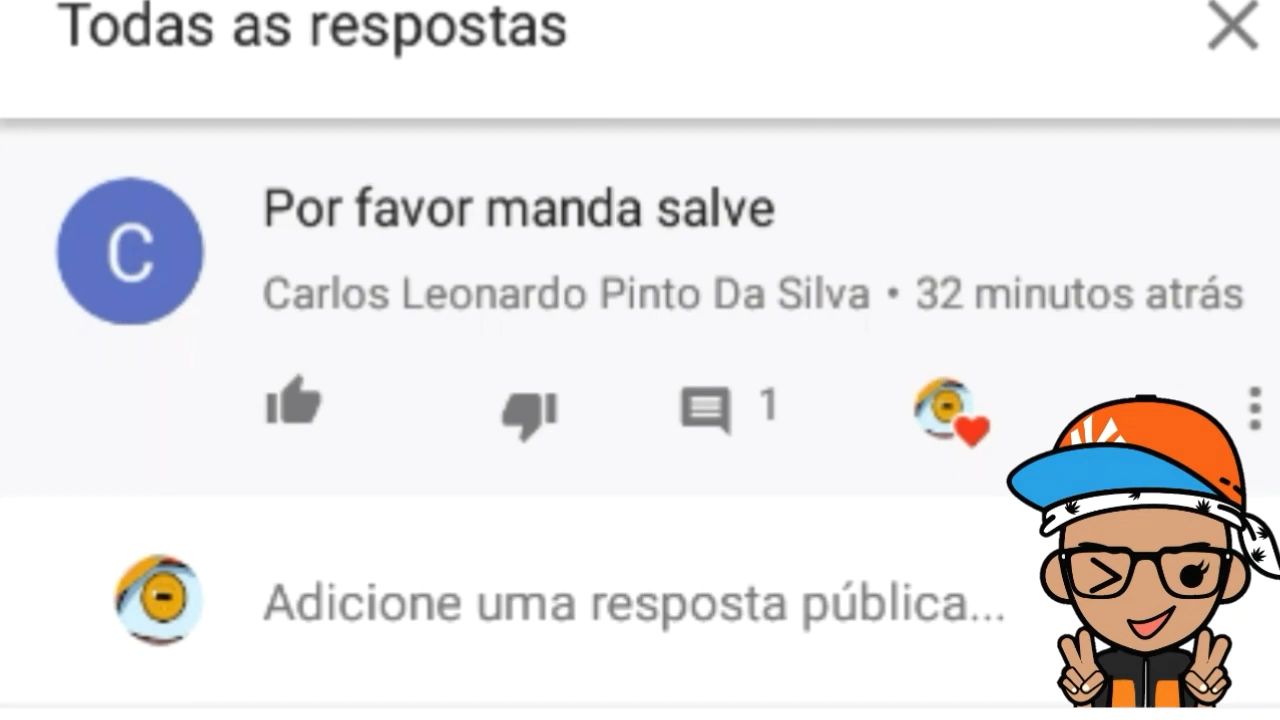 Todas as respostas
C
Por favor manda salve
Carlos Leonardo Pinto Da Silva • 32 minutos atrás
1
Adicione uma resposta pública...